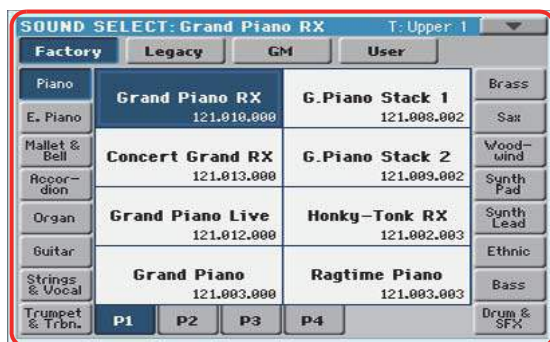 SOUND SELECT: Grand Piano RX T: Upper 1
Factory Legacy GM User
Piano
E. Piano
Mallet &
Bell
Accor-
dion
Organ
Guitar
Strings
& Vocal
Trumpet
& Trbn.
Grand Piano RX
121.010.000
G.Piano Stack 1
121.008.002
Concert Grand RX
121.013.000
G.Piano Stack 2
121.009.002
Grand Piano Live
121.012.000
Honky-Tonk RX
121.002.003
Grand Piano
121.003.000
Ragtime Piano
121.003.003
P1 P2 P3 P4
Brass
Sax
Wood-
wind
Synth
Pad
Synth
Lead
Ethnic
Bass
Drum &
SFX